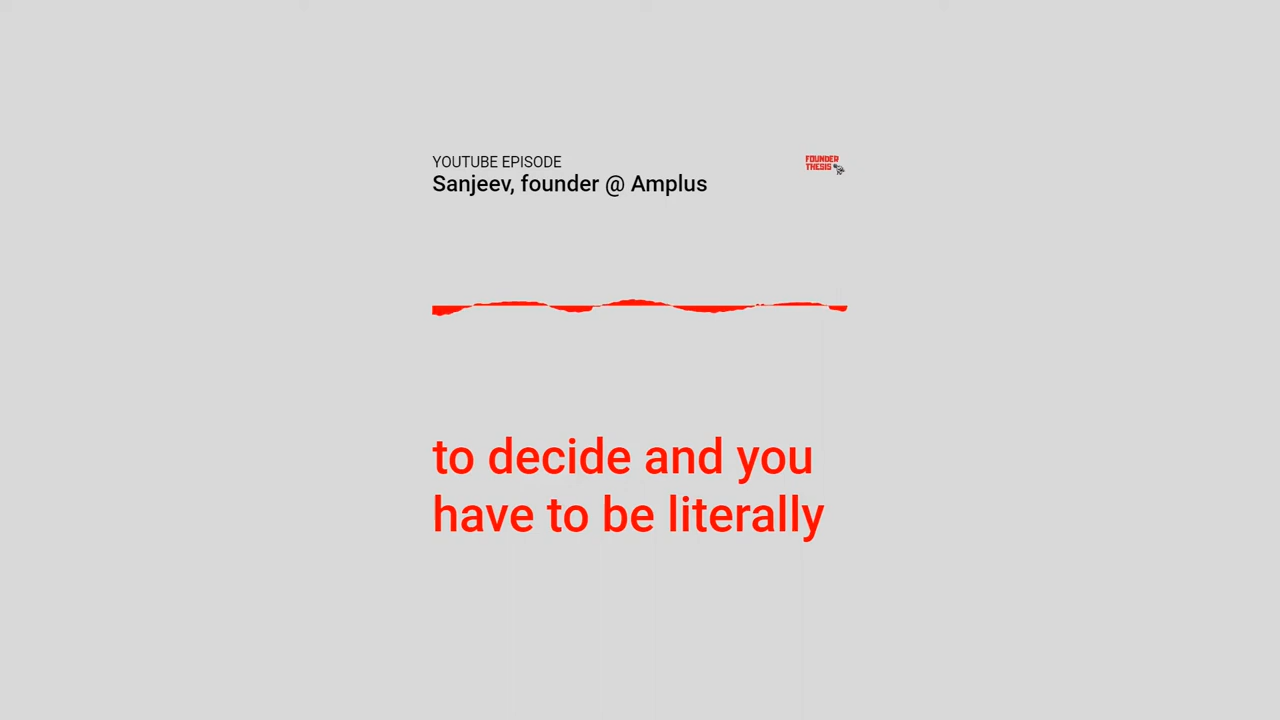 YOUTUBE EPISODE
Sanjeev, founder @ Amplus
FOUNDER
THESIS
to decide and you
have to be literally